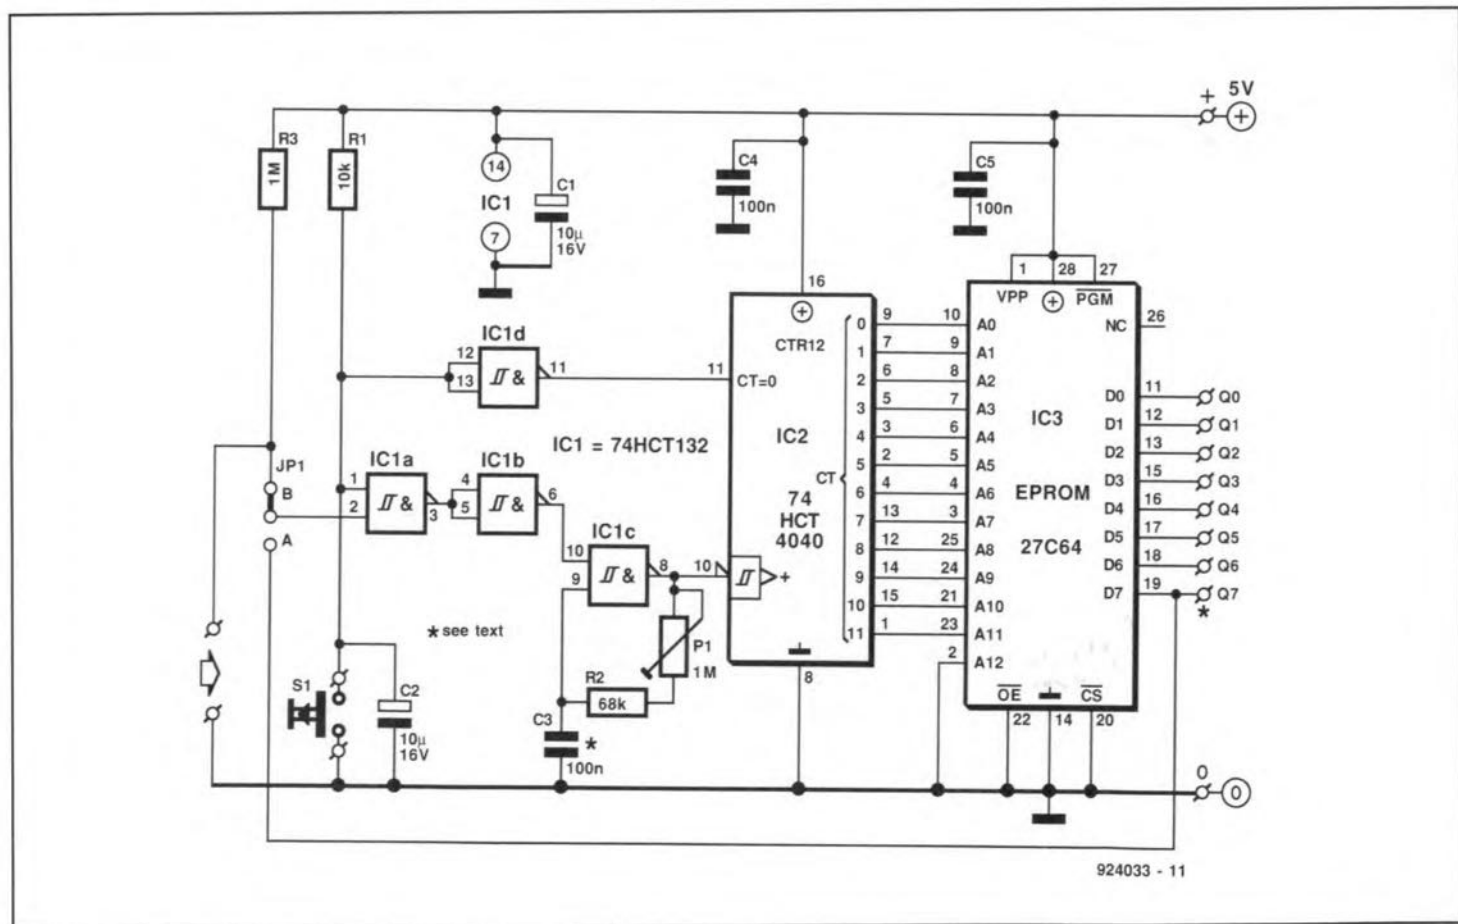 + 5V
R3
1M
R1
10k
14
IC1
7
C1
10µ
16V
C4
100n
C5
100n
16
CTR12
11 CT=0
IC2
74
HCT
4040
CT
0 9
1 7
2 6
3 5
4 3
5 2
6 4
7 13
8 12
9 14
10 15
11 1
10 +
8
1 28 27
VPP PGM
NC 26
10 A0
9 A1
8 A2
7 A3
6 A4
5 A5
4 A6
3 A7
25 A8
24 A9
21 A10
23 A11
2 A12
IC3
EPROM
27C64
D0 11 Q0
D1 12 Q1
D2 13 Q2
D3 15 Q3
D4 16 Q4
D5 17 Q5
D6 18 Q6
D7 19 Q7
*
OE CS
22 14 20
IC1d
12
13
&
11
IC1 = 74HCT132
JP1
B
A
IC1a
1
2
&
3
IC1b
4
5
&
6
IC1c
10
9
&
8
* see text
P1
1M
R2
68k
C3
*
100n
S1
C2
10µ
16V
0
0
924033 - 11